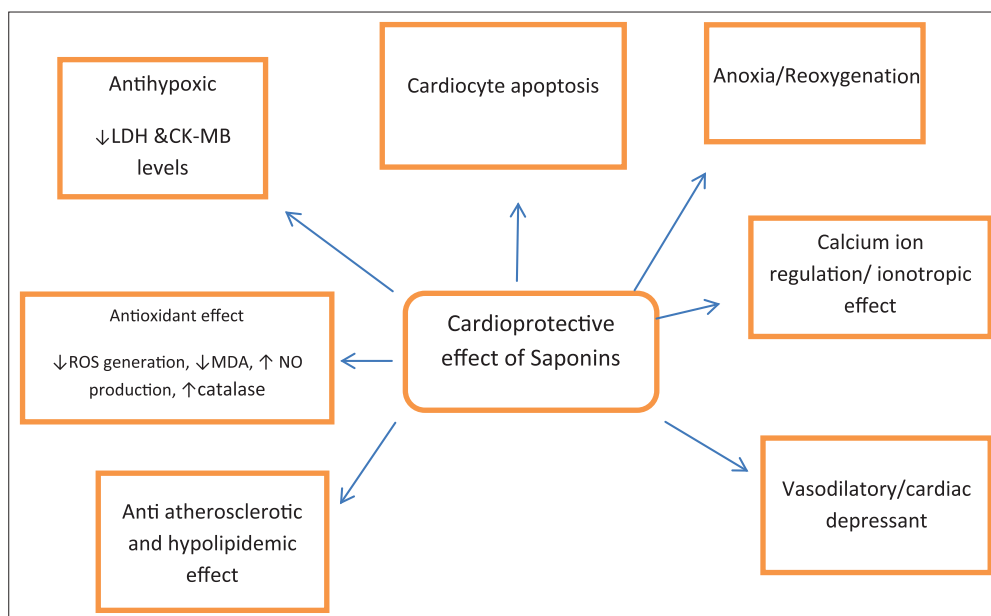 Antihypoxic
↓LDH &CK-MB
levels
Cardiocyte apoptosis
Anoxia/Reoxygenation
Calcium ion
regulation/ ionotropic
effect
Cardioprotective
effect of Saponins
Antioxidant effect
↓ROS generation, ↓MDA, ↑ NO
production, ↑catalase
Anti atherosclerotic
and hypolipidemic
effect
Vasodilatory/cardiac
depressant